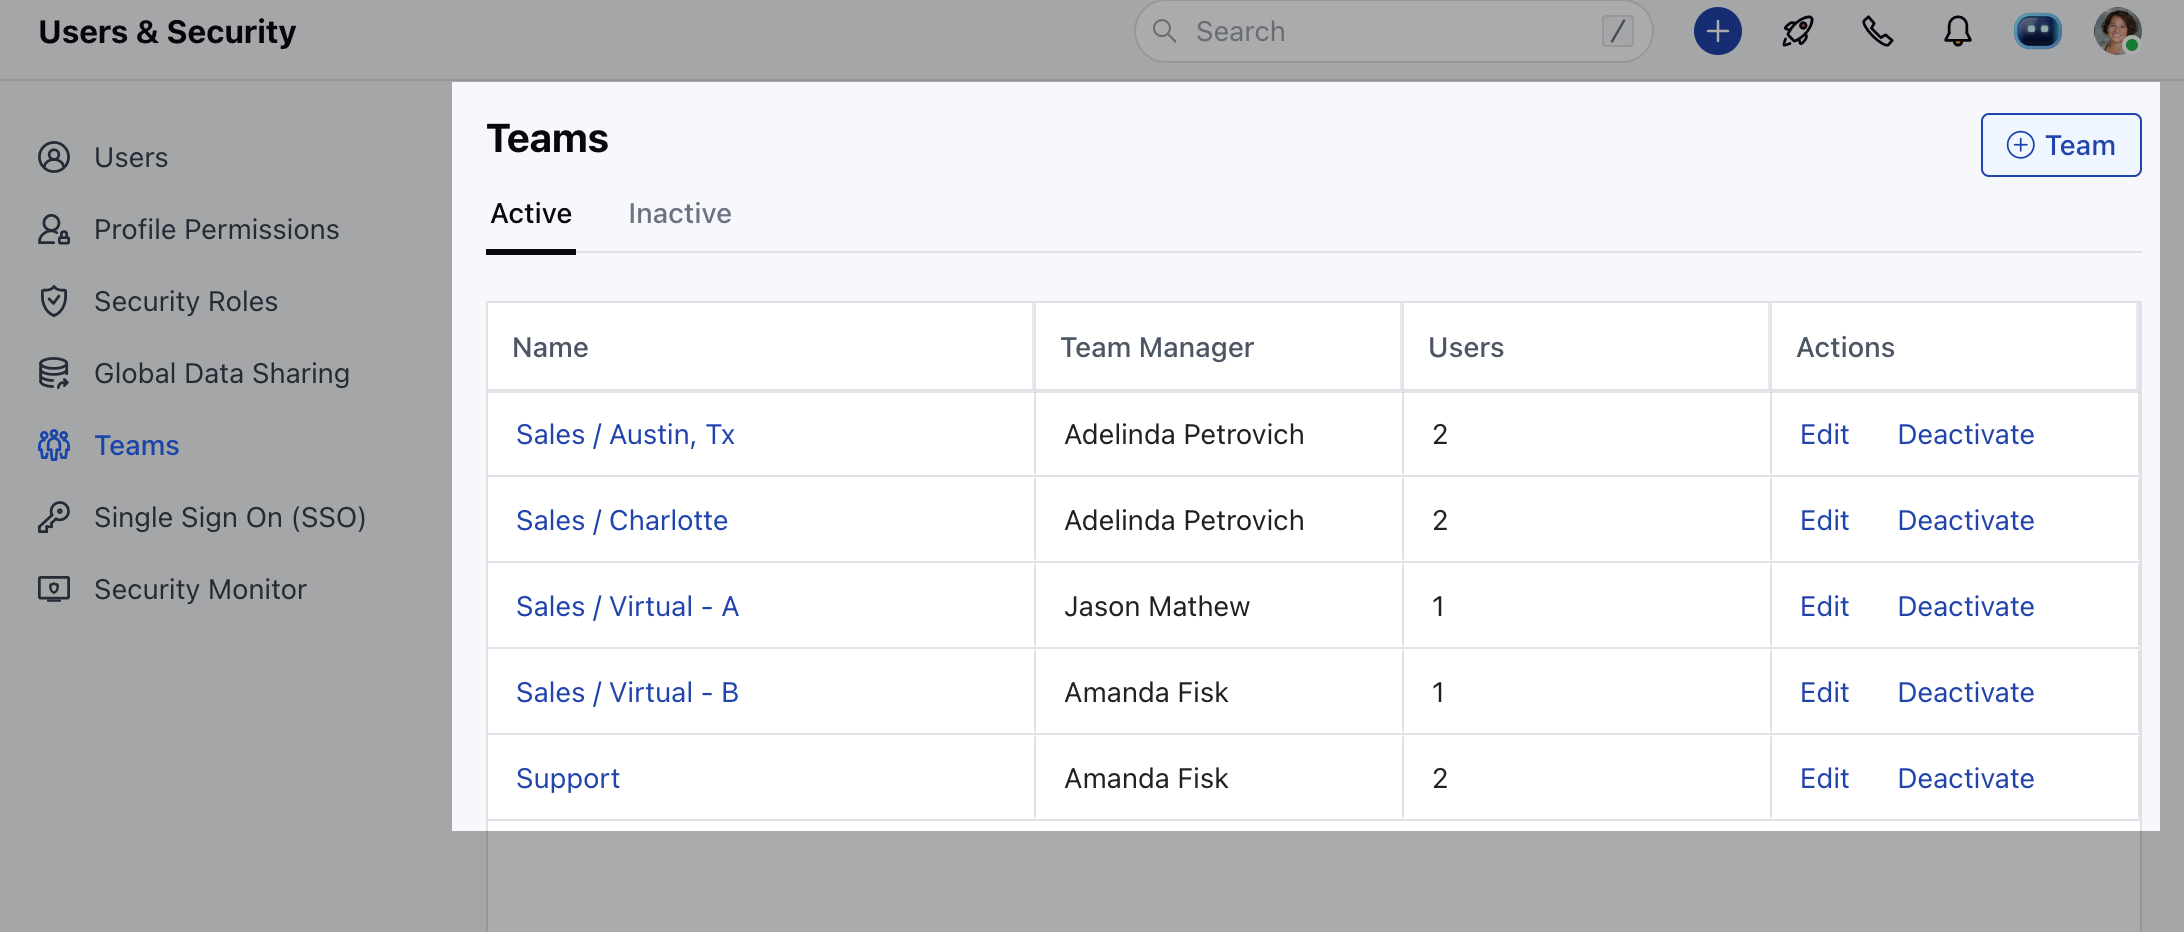 Users & Security
Search /
Users
Profile Permissions
Security Roles
Global Data Sharing
Teams
Single Sign On (SSO)
Security Monitor
Teams
Team
Active Inactive
Name Team Manager Users Actions
Sales / Austin, Tx Adelinda Petrovich 2 Edit Deactivate
Sales / Charlotte Adelinda Petrovich 2 Edit Deactivate
Sales / Virtual - A Jason Mathew 1 Edit Deactivate
Sales / Virtual - B Amanda Fisk 1 Edit Deactivate
Support Amanda Fisk 2 Edit Deactivate